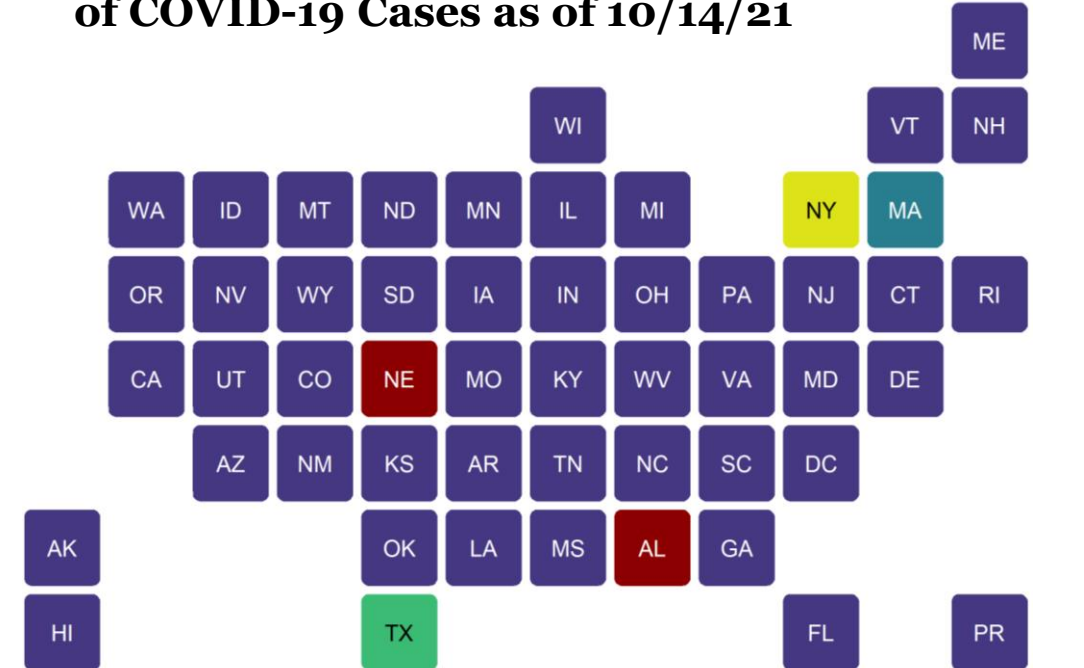 of COVID-19 Cases as of 10/14/21
ME
WI VT NH
WA ID MT ND MN IL MI NY MA
OR NV WY SD IA IN OH PA NJ CT RI
CA UT CO NE MO KY WV VA MD DE
AZ NM KS AR TN NC SC DC
AK OK LA MS AL GA
HI TX FL PR